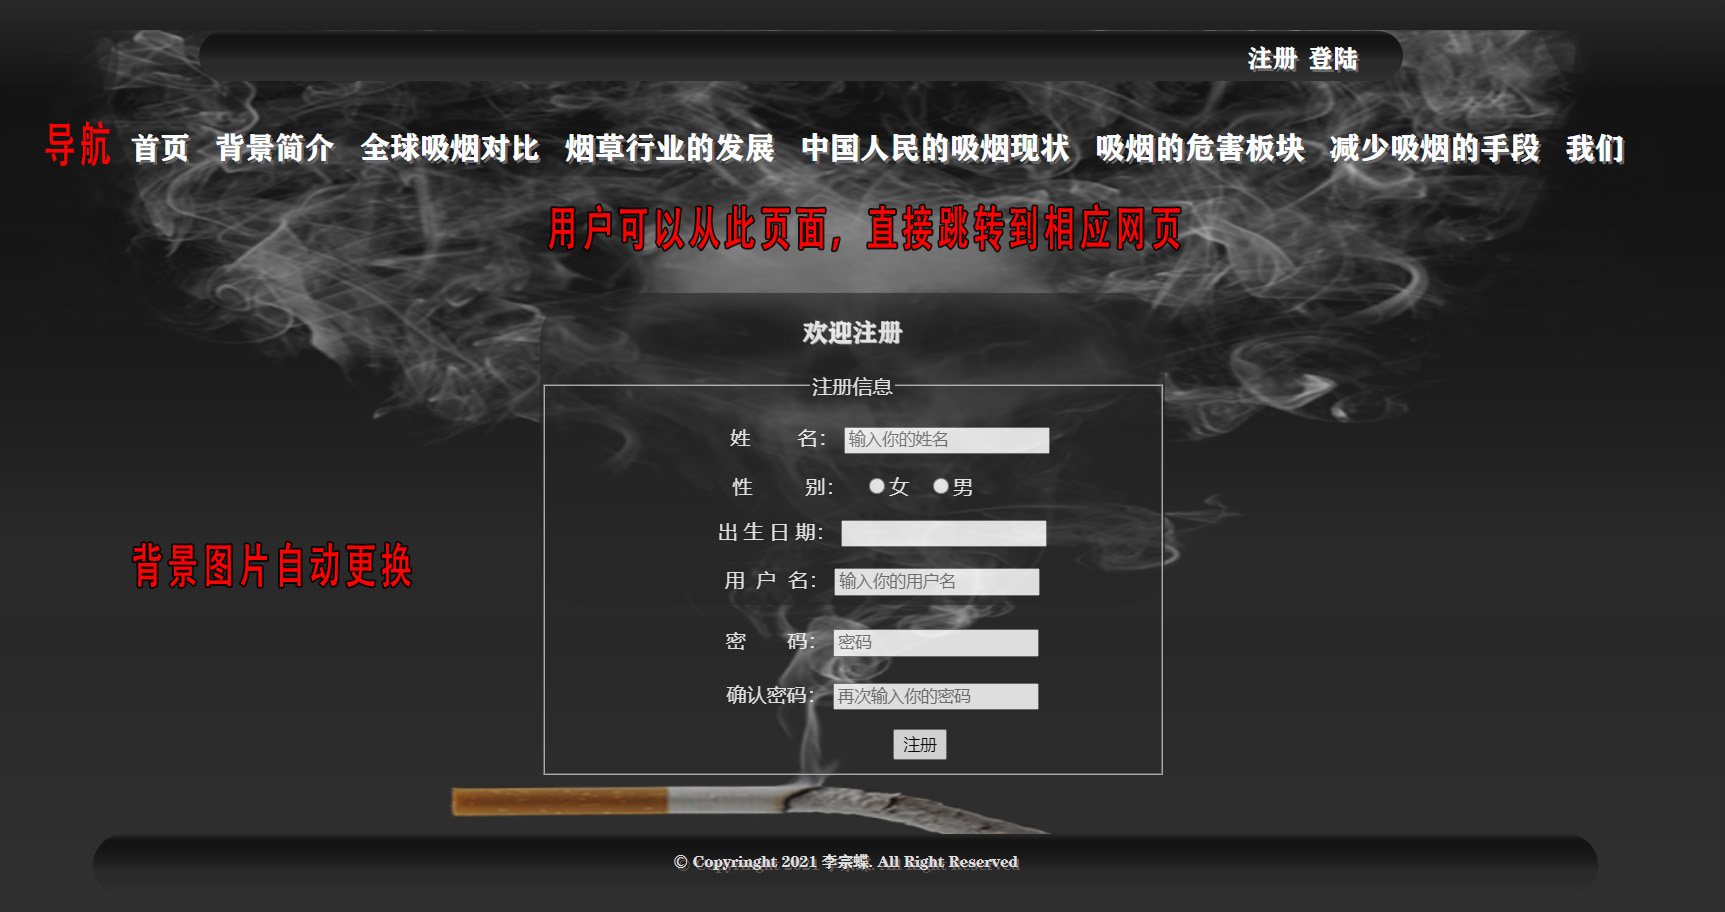 注册 登陆
导航 首页 背景简介 全球吸烟对比 烟草行业的发展 中国人民的吸烟现状 吸烟的危害板块 减少吸烟的手段 我们
用户可以从此页面，直接跳转到相应网页
欢迎注册
注册信息
姓 名： 输入你的姓名
性 别： 女 男
出 生 日 期：
背景图片自动更换
用 户 名： 输入你的用户名
密 码： 密码
确认密码： 再次输入你的密码
注册
© Copyringht 2021 李宗蝶. All Right Reserved